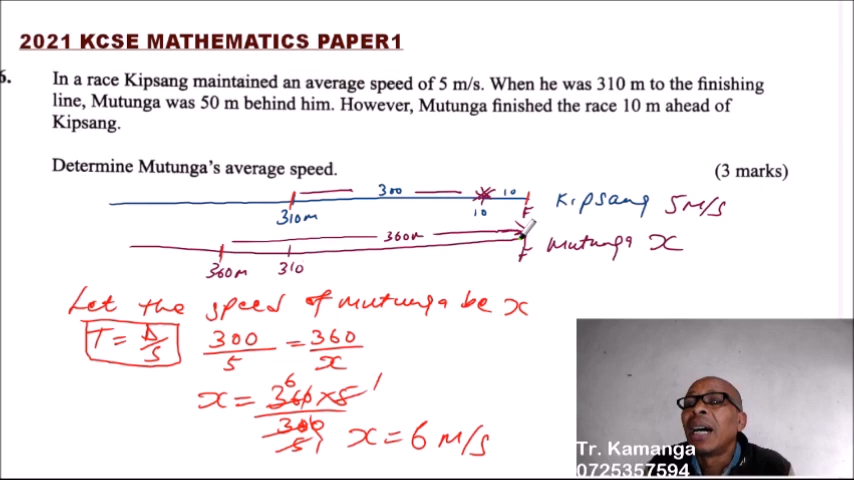 2021 KCSE MATHEMATICS PAPER1
6. In a race Kipsang maintained an average speed of 5 m/s. When he was 310 m to the finishing
line, Mutunga was 50 m behind him. However, Mutunga finished the race 10 m ahead of
Kipsang.
Determine Mutunga's average speed. (3 marks)
300 10
310m 10 F Kipsang 5M/S
360m
360m 310 F mutunga x
Let the speed of mutunga be x
T = D/S 300/5 = 360/x
x = 360 x 5 / 300
6 1
5 1
x = 6 M/S
Tr. Kamanga
0725357594